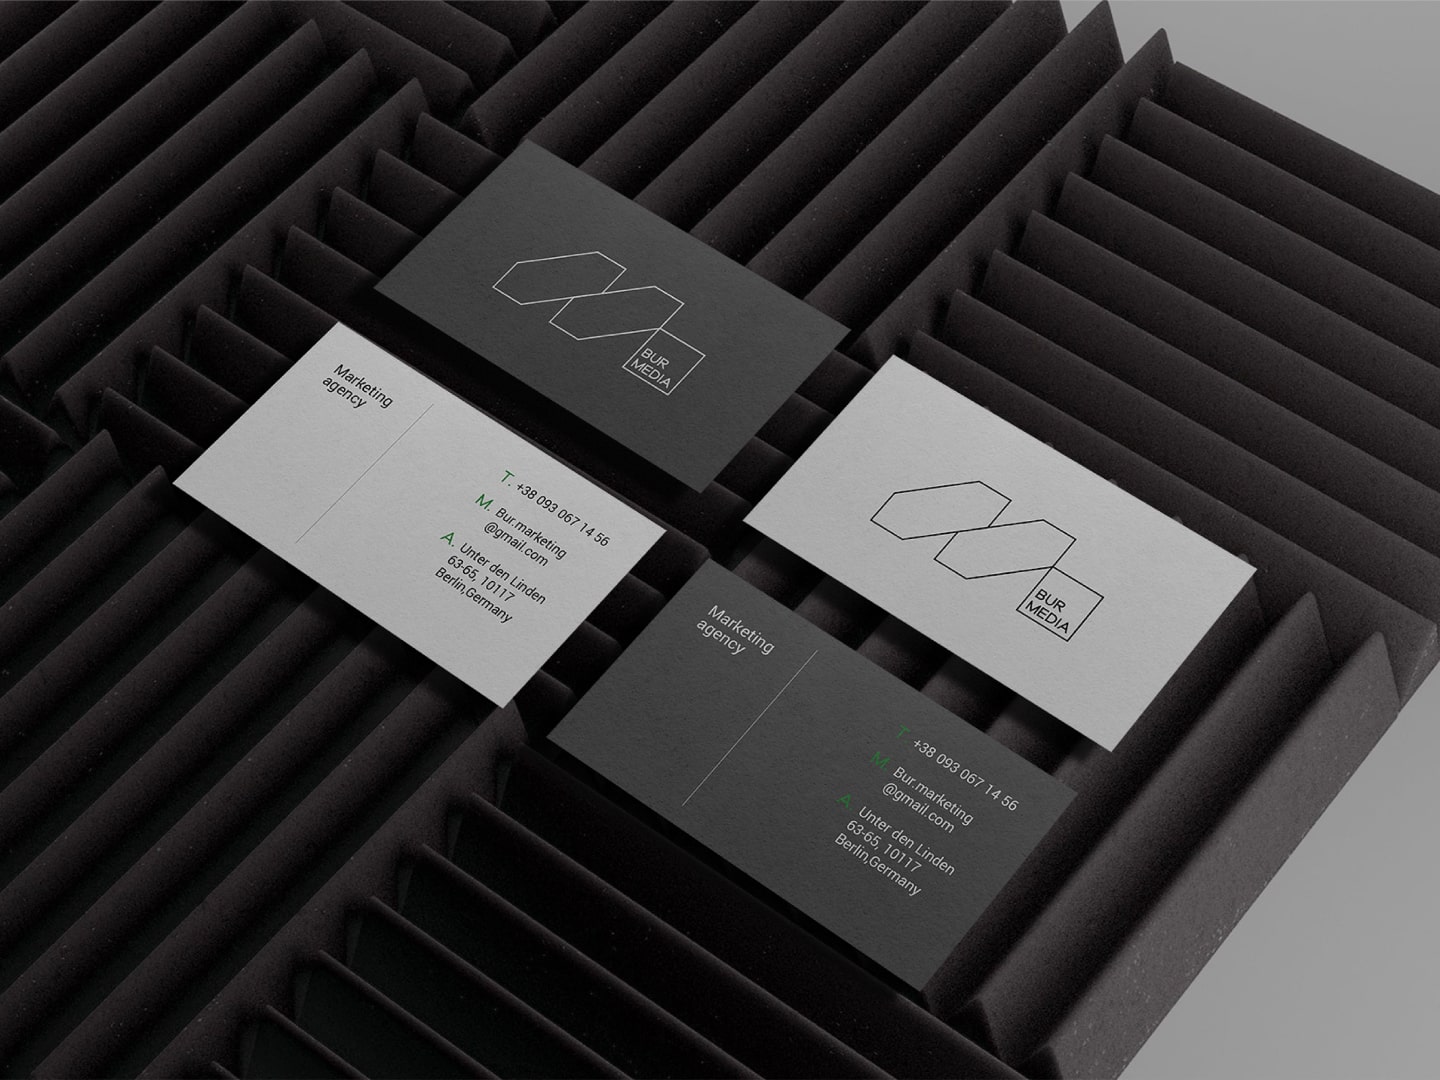 BUR
MEDIA
Marketing
agency
T. +38 093 067 14 56
M. Bur.marketing
@gmail.com
A. Unter den Linden
63-65, 10117
Berlin,Germany
BUR
MEDIA
Marketing
agency
T. +38 093 067 14 56
M. Bur.marketing
@gmail.com
A. Unter den Linden
63-65, 10117
Berlin,Germany